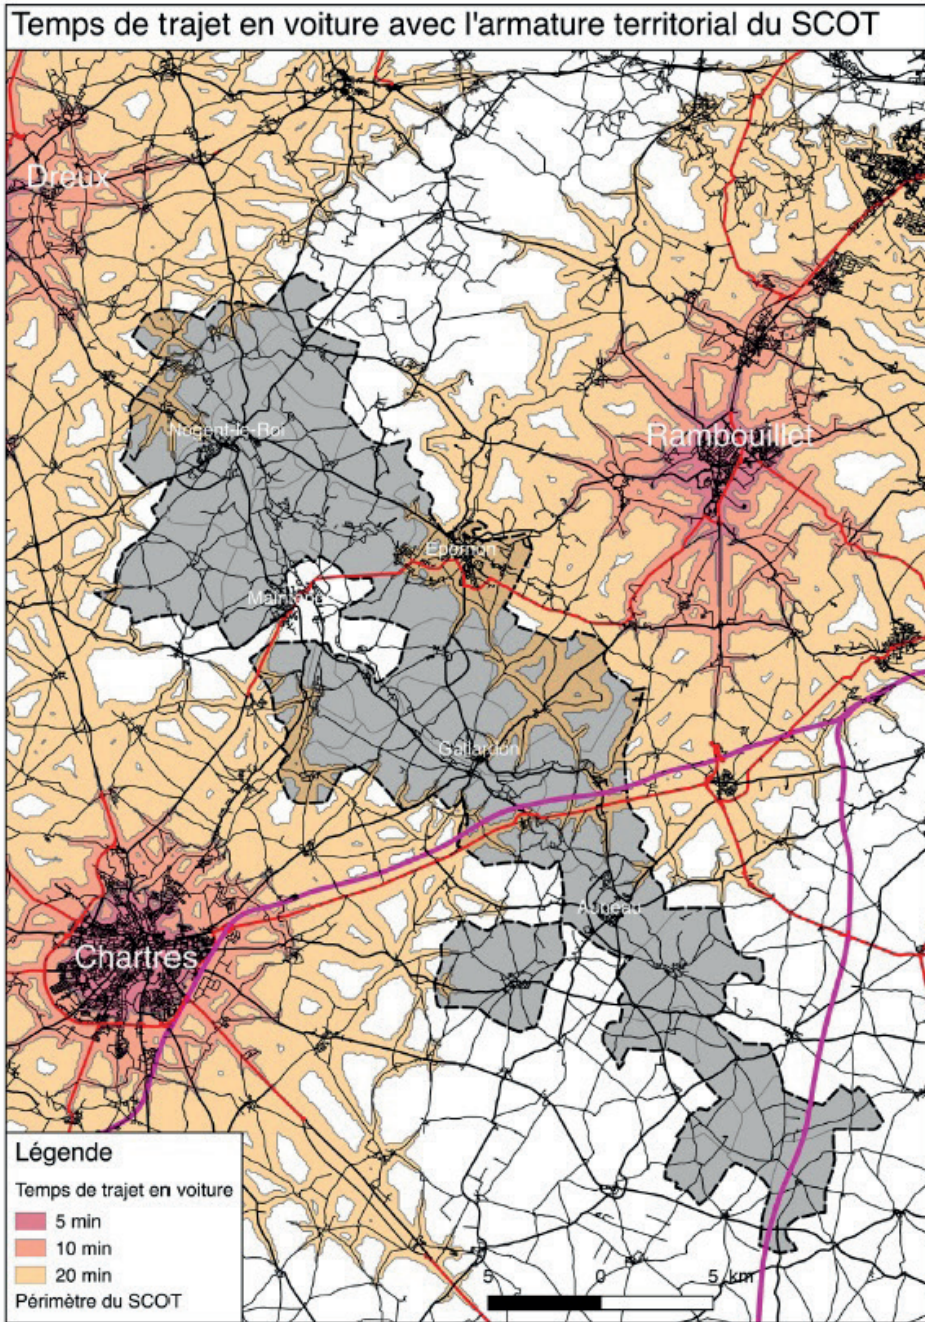 Temps de trajet en voiture avec l'armature territorial du SCOT
Dreux
Nogent-le-Roi
Rambouillet
Epernon
Maintenon
Gallardon
Auneau
Chartres
Légende
Temps de trajet en voiture
5 min
10 min
20 min
Périmètre du SCOT
5 0 5 km